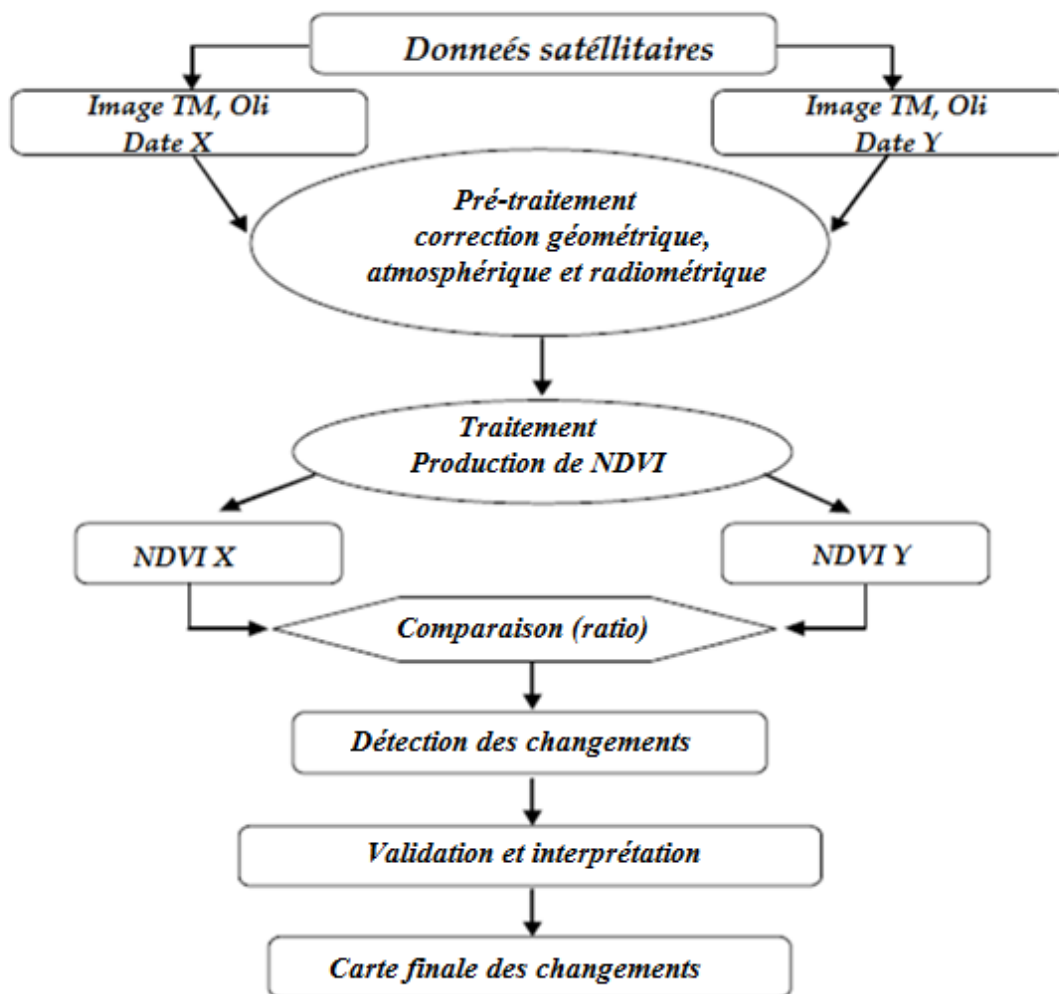 Donneés satéllitaires
Image TM, Oli
Date X
Image TM, Oli
Date Y
Pré-traitement
correction géométrique,
atmosphérique et radiométrique
Traitement
Production de NDVI
NDVI X
NDVI Y
Comparaison (ratio)
Détection des changements
Validation et interprétation
Carte finale des changements